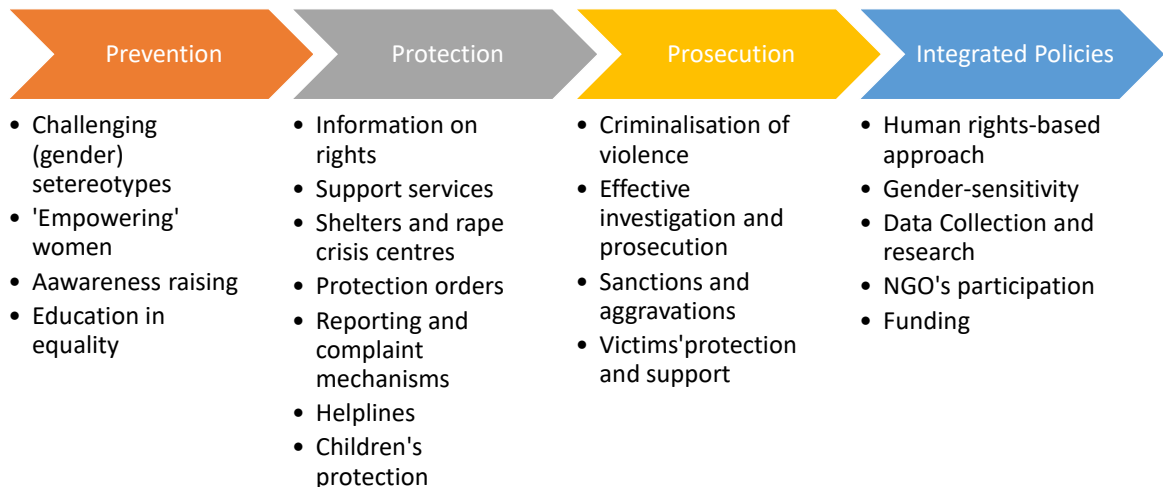 Prevention
• Challenging
(gender)
setereotypes
• 'Empowering'
women
• Aawareness raising
• Education in
equality
Protection
• Information on
rights
• Support services
• Shelters and rape
crisis centres
• Protection orders
• Reporting and
complaint
mechanisms
• Helplines
• Children's
protection
Prosecution
• Criminalisation of
violence
• Effective
investigation and
prosecution
• Sanctions and
aggravations
• Victims'protection
and support
Integrated Policies
• Human rights-based
approach
• Gender-sensitivity
• Data Collection and
research
• NGO's participation
• Funding